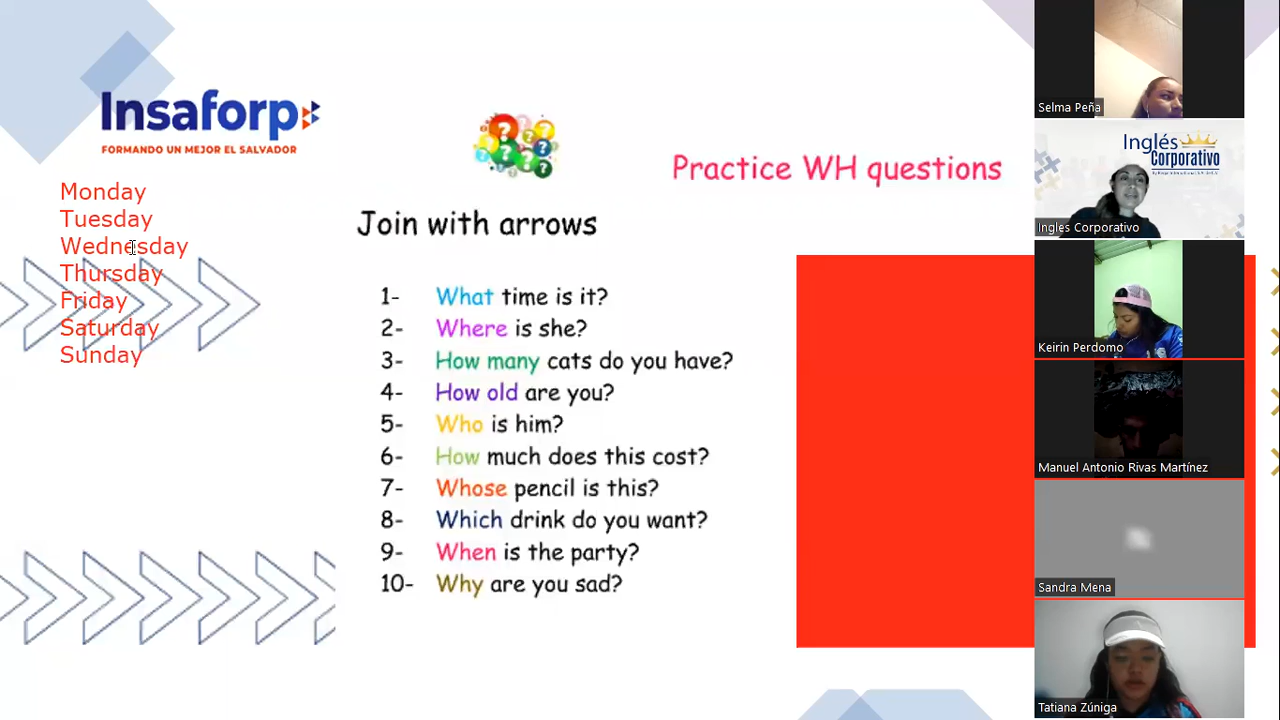 Insaforp
FORMANDO UN MEJOR EL SALVADOR
Monday
Tuesday
Wednesday
Thursday
Friday
Saturday
Sunday
Practice WH questions
Join with arrows
1- What time is it?
2- Where is she?
3- How many cats do you have?
4- How old are you?
5- Who is him?
6- How much does this cost?
7- Whose pencil is this?
8- Which drink do you want?
9- When is the party?
10- Why are you sad?
Selma Peña
Inglés
Corporativo
Ingles Corporativo
Keirin Perdomo
Manuel Antonio Rivas Martínez
Sandra Mena
Tatiana Zúniga